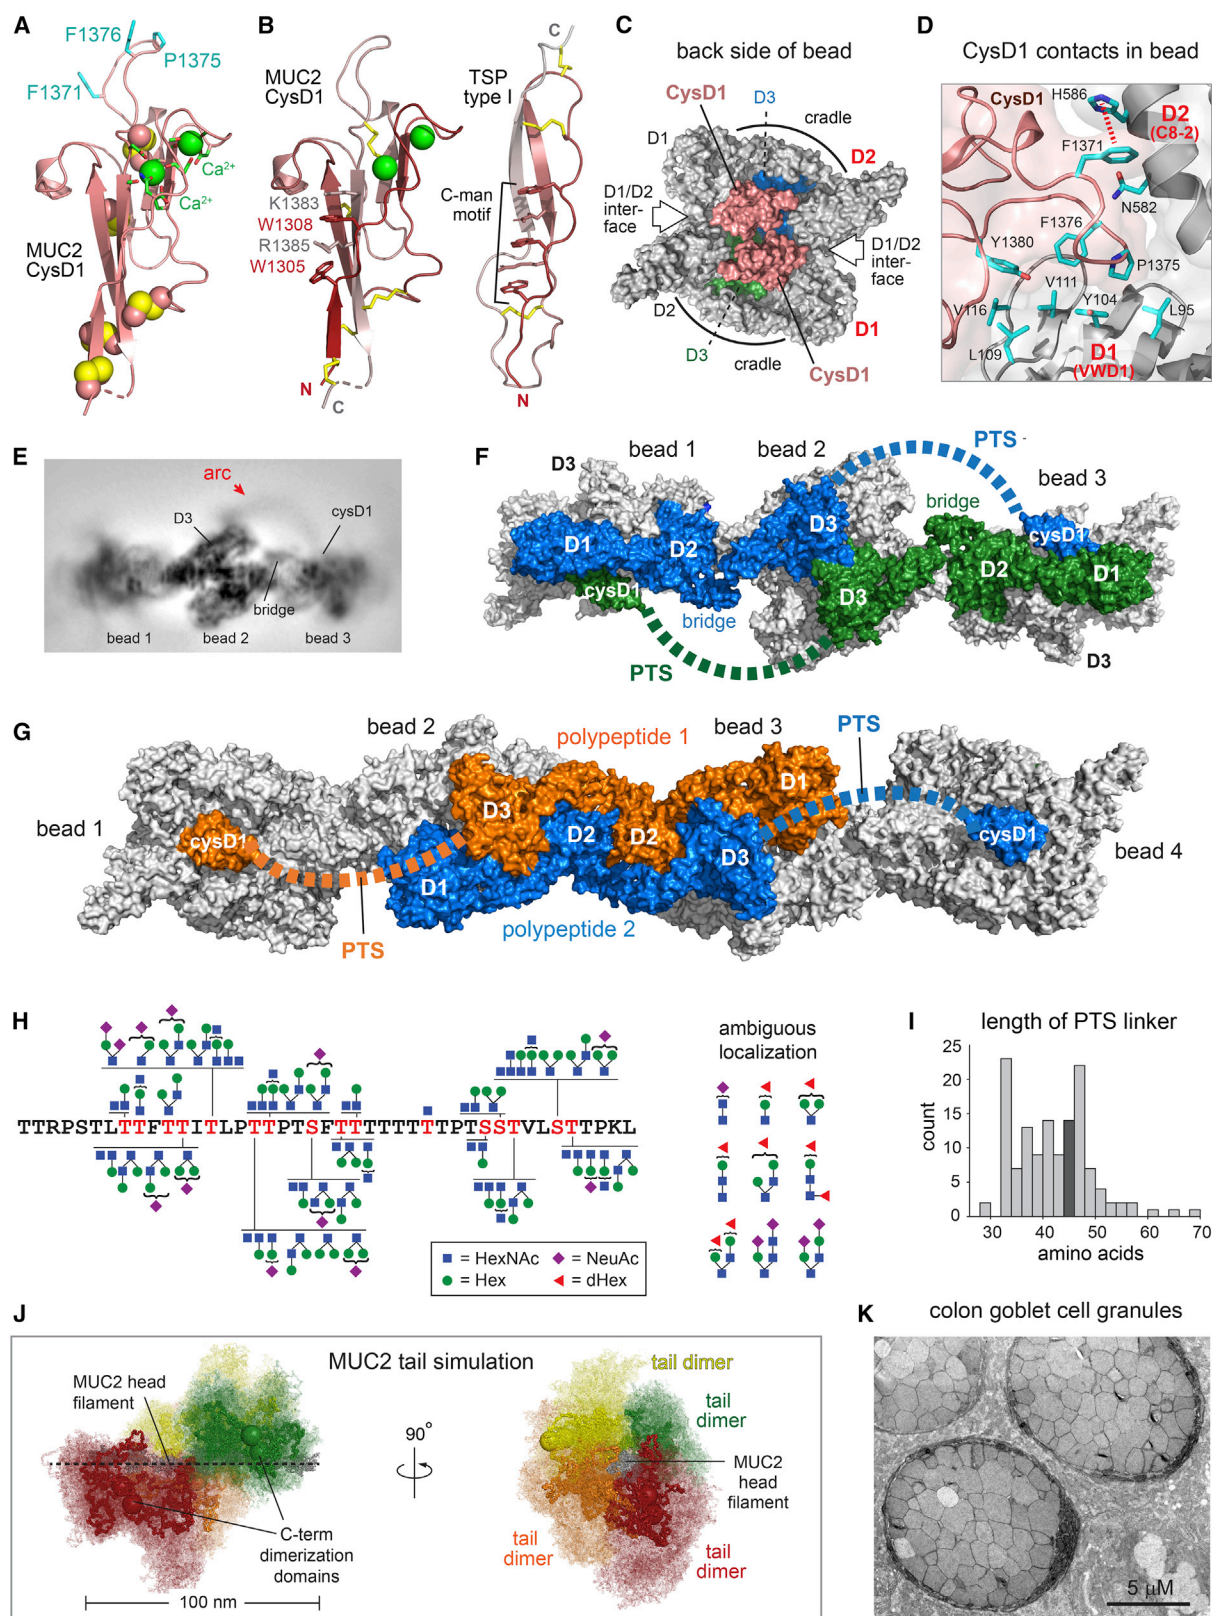 A
F1376
P1375
F1371
Ca²⁺
Ca²⁺
MUC2
CysD1
B
MUC2
CysD1
C
TSP
type I
K1383
W1308
R1385
W1305
C-man
motif
N
C
N
C
back side of bead
CysD1
D3
cradle
D1
D2
D1/D2
inter-
face
D1/D2
inter-
face
D2
D3
cradle
D1
CysD1
D
CysD1 contacts in bead
CysD1
H586
D2
(C8-2)
F1371
N582
F1376
Y1380
P1375
V111
V116
Y104
L95
L109
D1
(VWD1)
E
arc
D3
cysD1
bridge
bead 1
bead 2
bead 3
F
D3
bead 1
bead 2
PTS
bead 3
bridge
D1
D2
D3
cysD1
cysD1
D3
D2
D1
bridge
PTS
D3
G
bead 2
polypeptide 1
bead 3
PTS
bead 1
D3
D1
cysD1
D2
D2
D3
cysD1
D1
bead 4
PTS
polypeptide 2
H
ambiguous
localization
TTRPSTLTTFTTITLPTTPTSFTTTTTTTTPTSSTVLSTTPKL
= HexNAc
= NeuAc
= Hex
= dHex
I
length of PTS linker
25
20
15
10
5
0
count
30
40
50
60
70
amino acids
J
MUC2 tail simulation
MUC2 head
filament
90°
tail dimer
tail
dimer
MUC2
head
filament
C-term
dimerization
domains
tail
dimer
tail
dimer
100 nm
K
colon goblet cell granules
5 µM